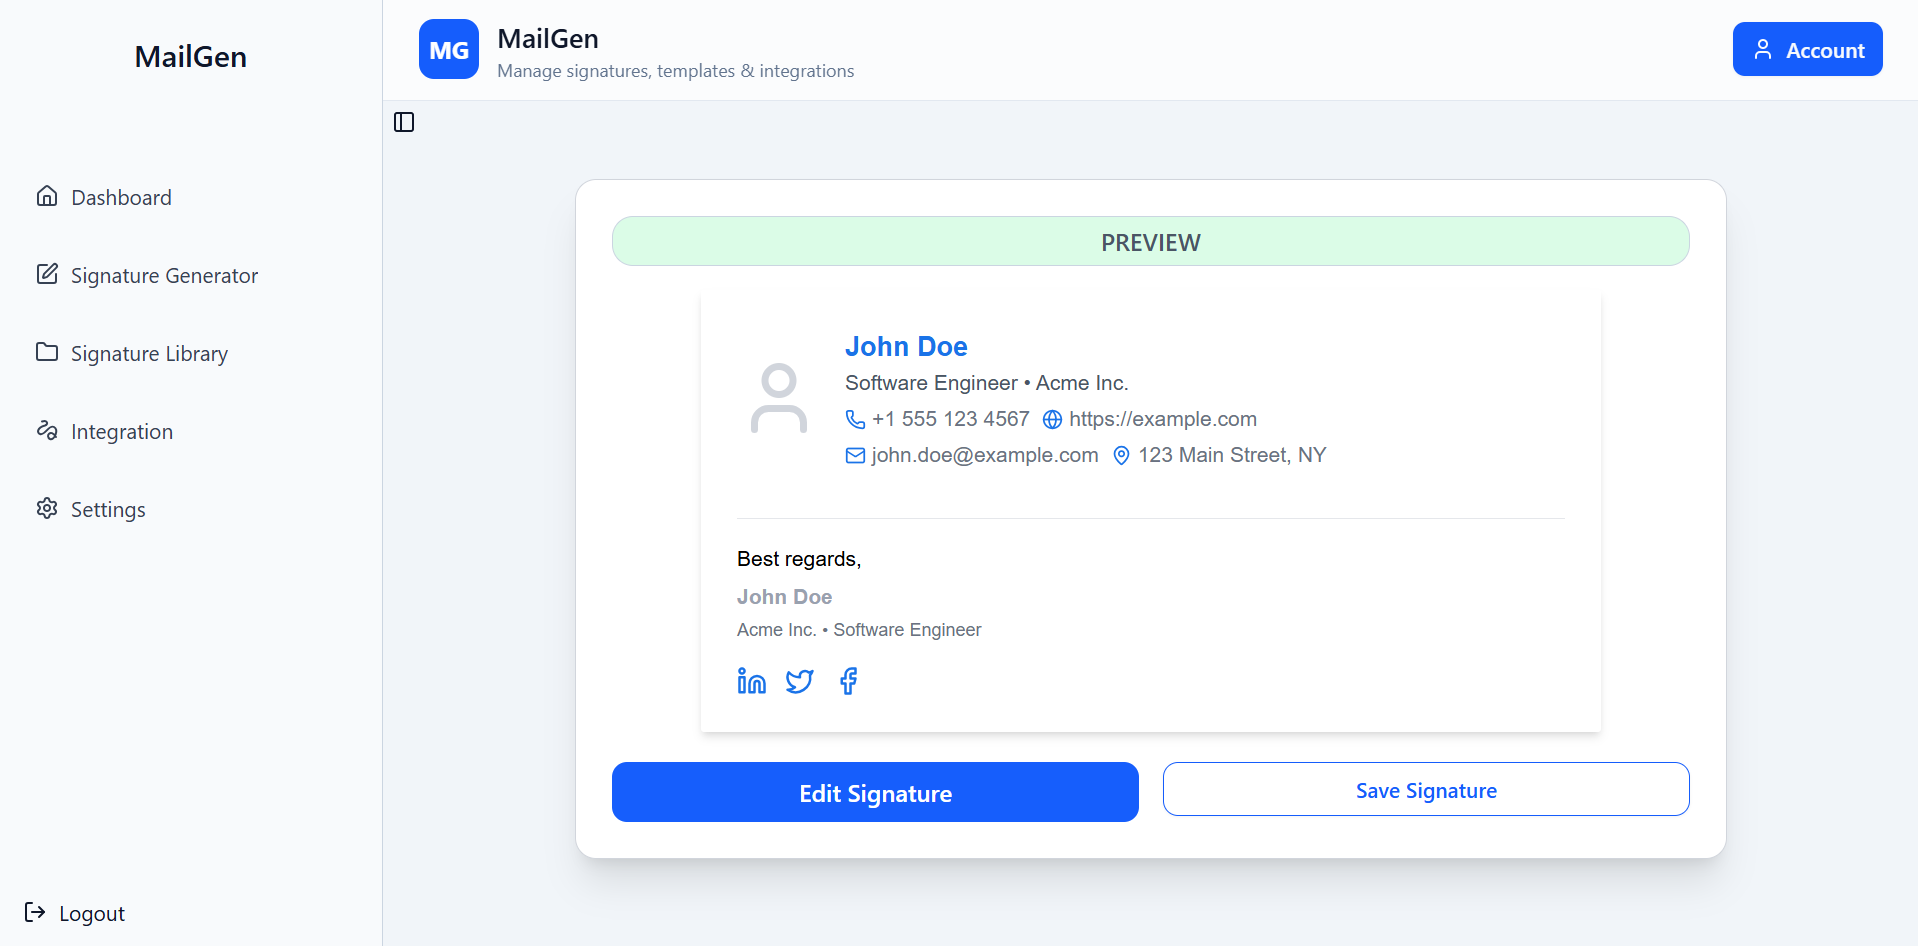 MailGen
Dashboard
Signature Generator
Signature Library
Integration
Settings
Logout
MG
MailGen
Manage signatures, templates & integrations
Account
PREVIEW
John Doe
Software Engineer • Acme Inc.
+1 555 123 4567 https://example.com
john.doe@example.com 123 Main Street, NY
Best regards,
John Doe
Acme Inc. • Software Engineer
Edit Signature
Save Signature